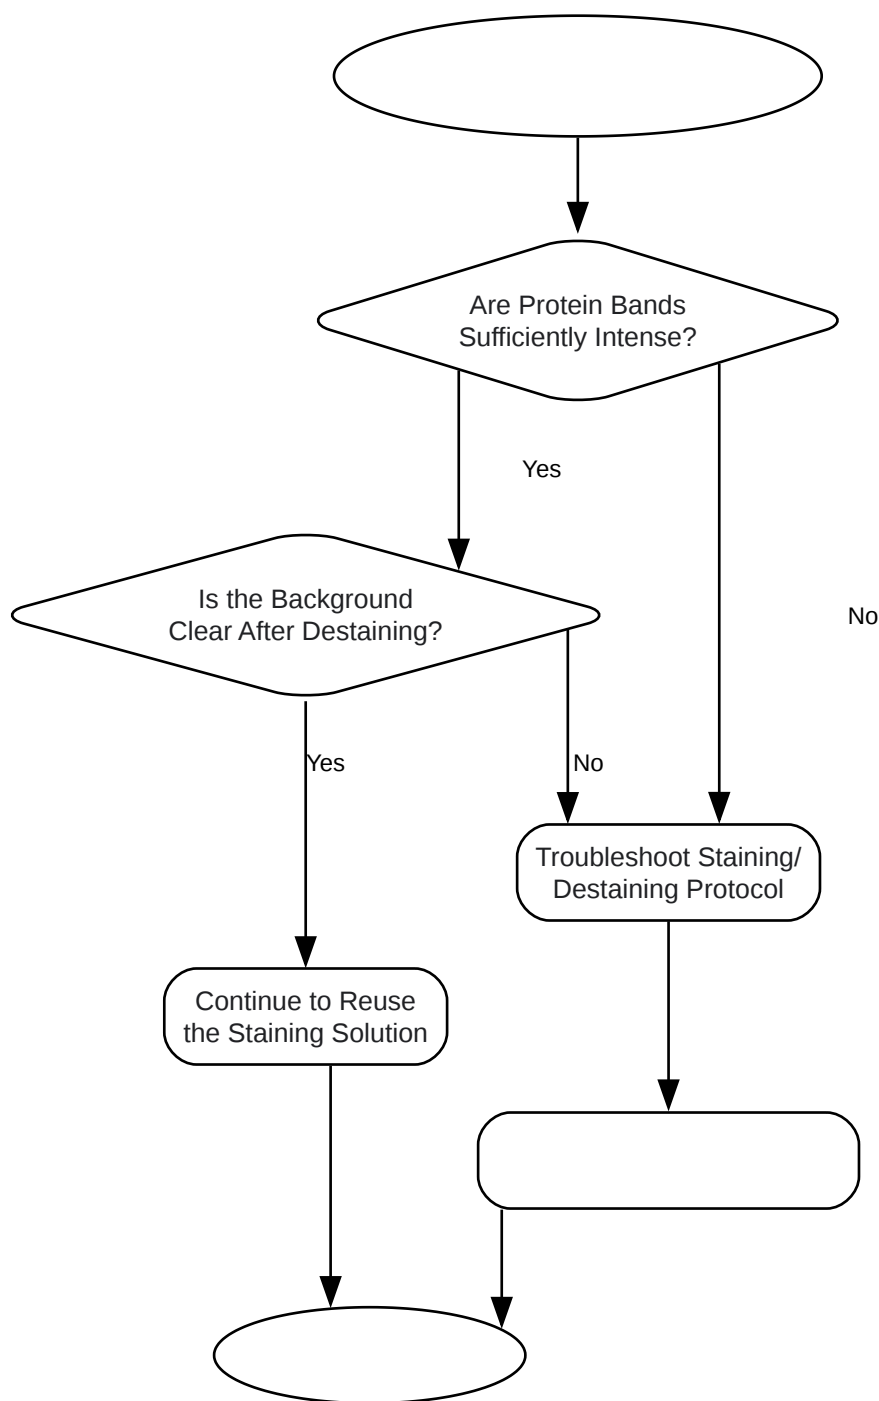 Are Protein Bands
Sufficiently Intense?
Yes
Is the Background
Clear After Destaining?
No
Yes
No
Troubleshoot Staining/
Destaining Protocol
Continue to Reuse
the Staining Solution